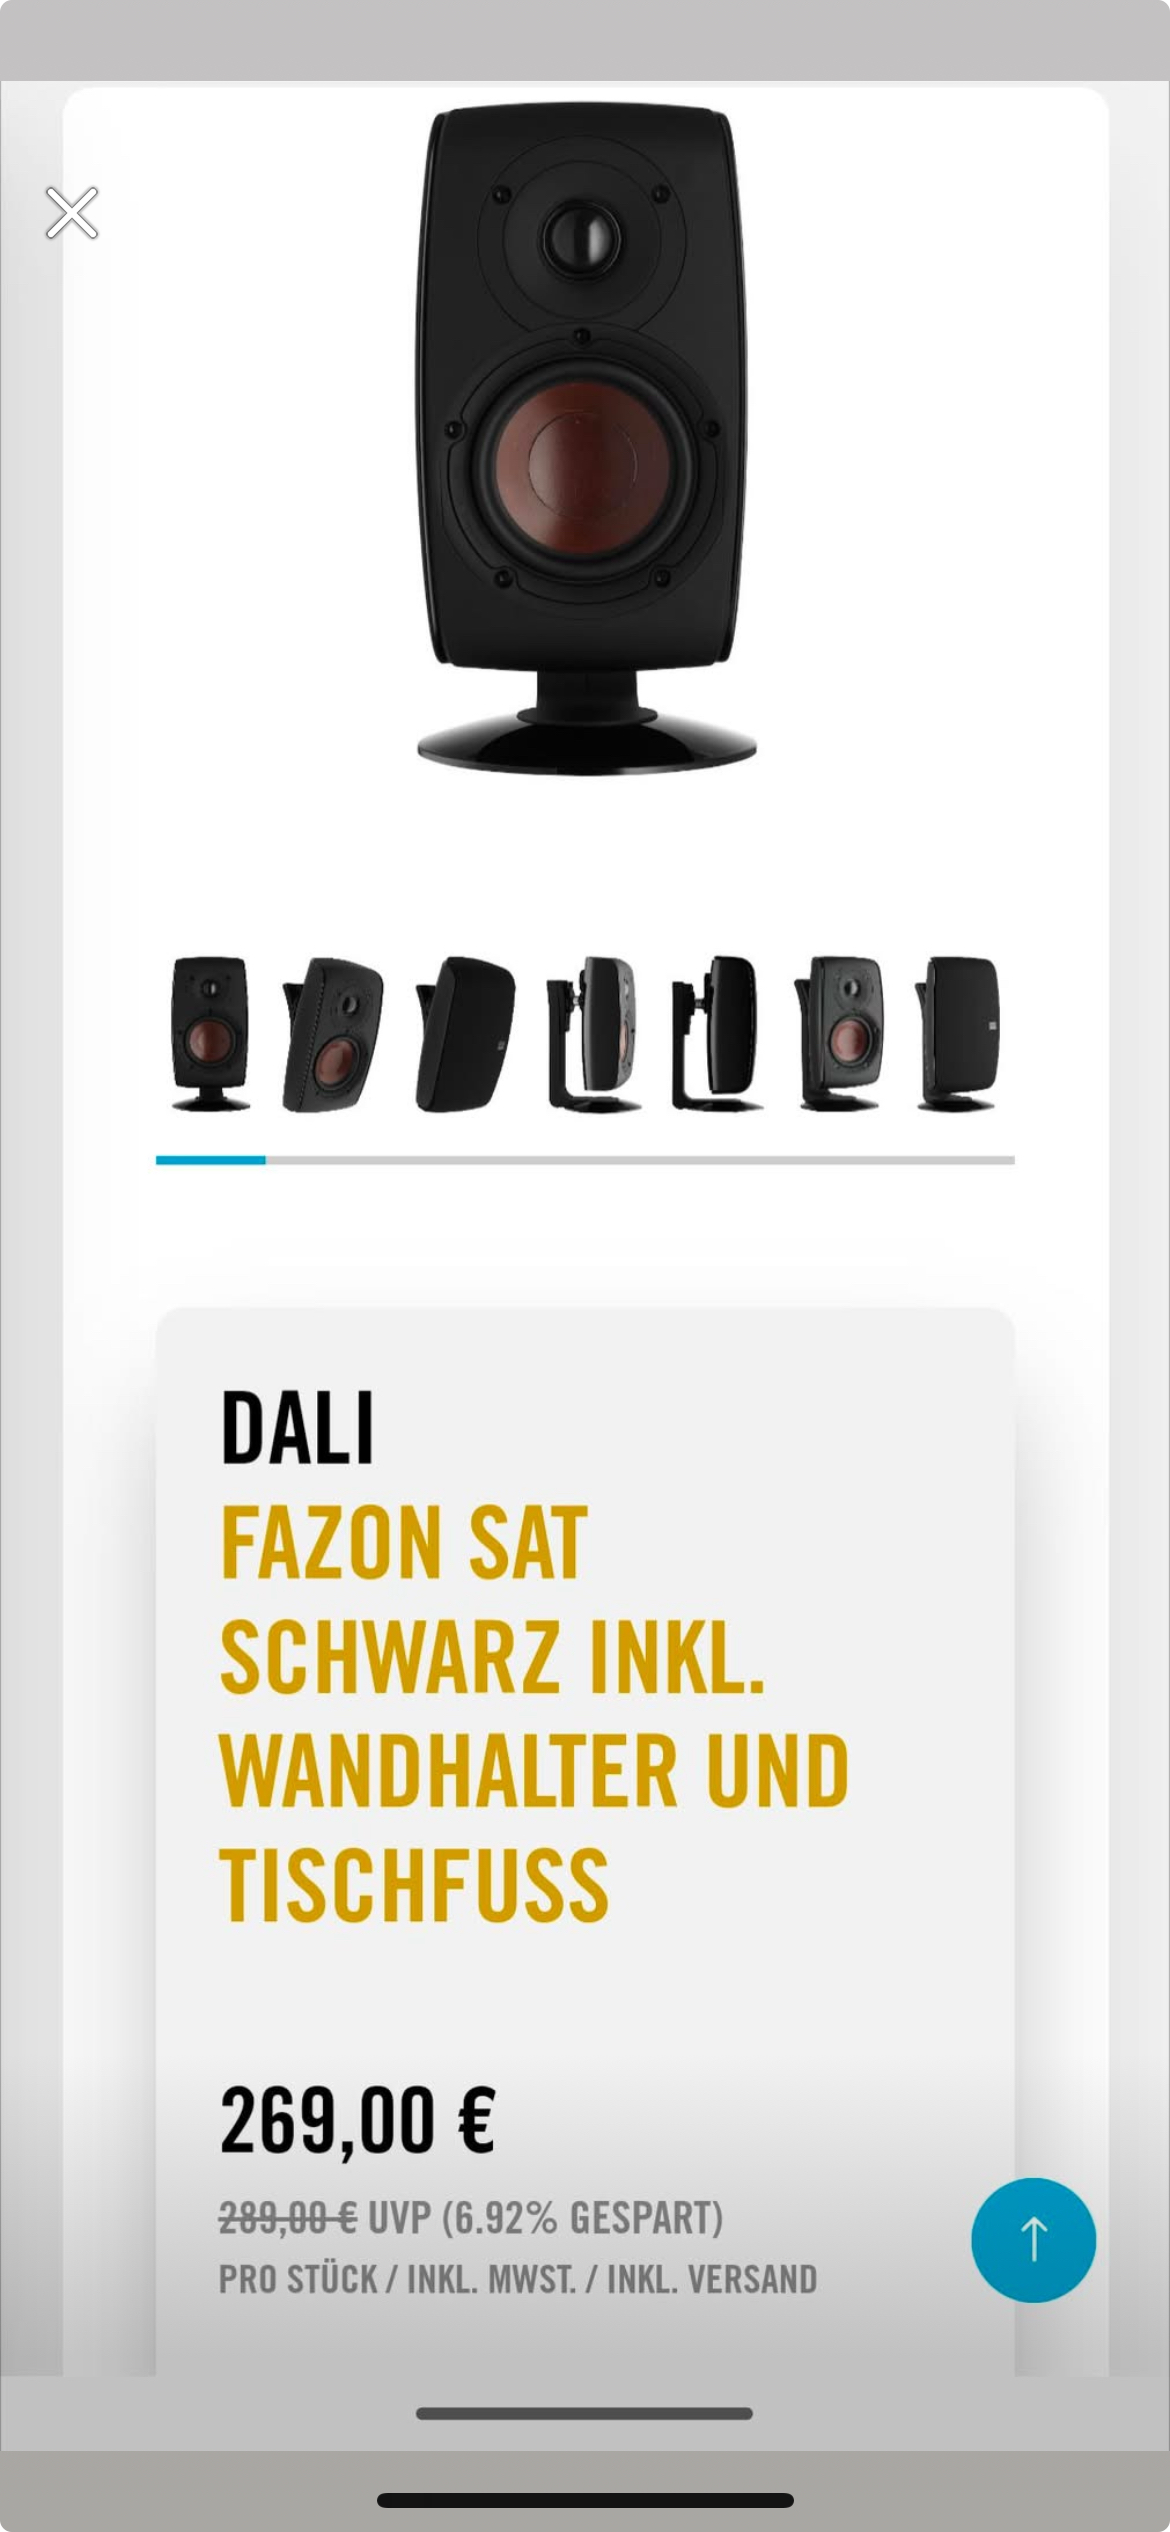 DALI
FAZON SAT
SCHWARZ INKL.
WANDHALTER UND
TISCHFUSS
269,00 €
289,00 € UVP (6.92% GESPART)
PRO STÜCK / INKL. MWST. / INKL. VERSAND